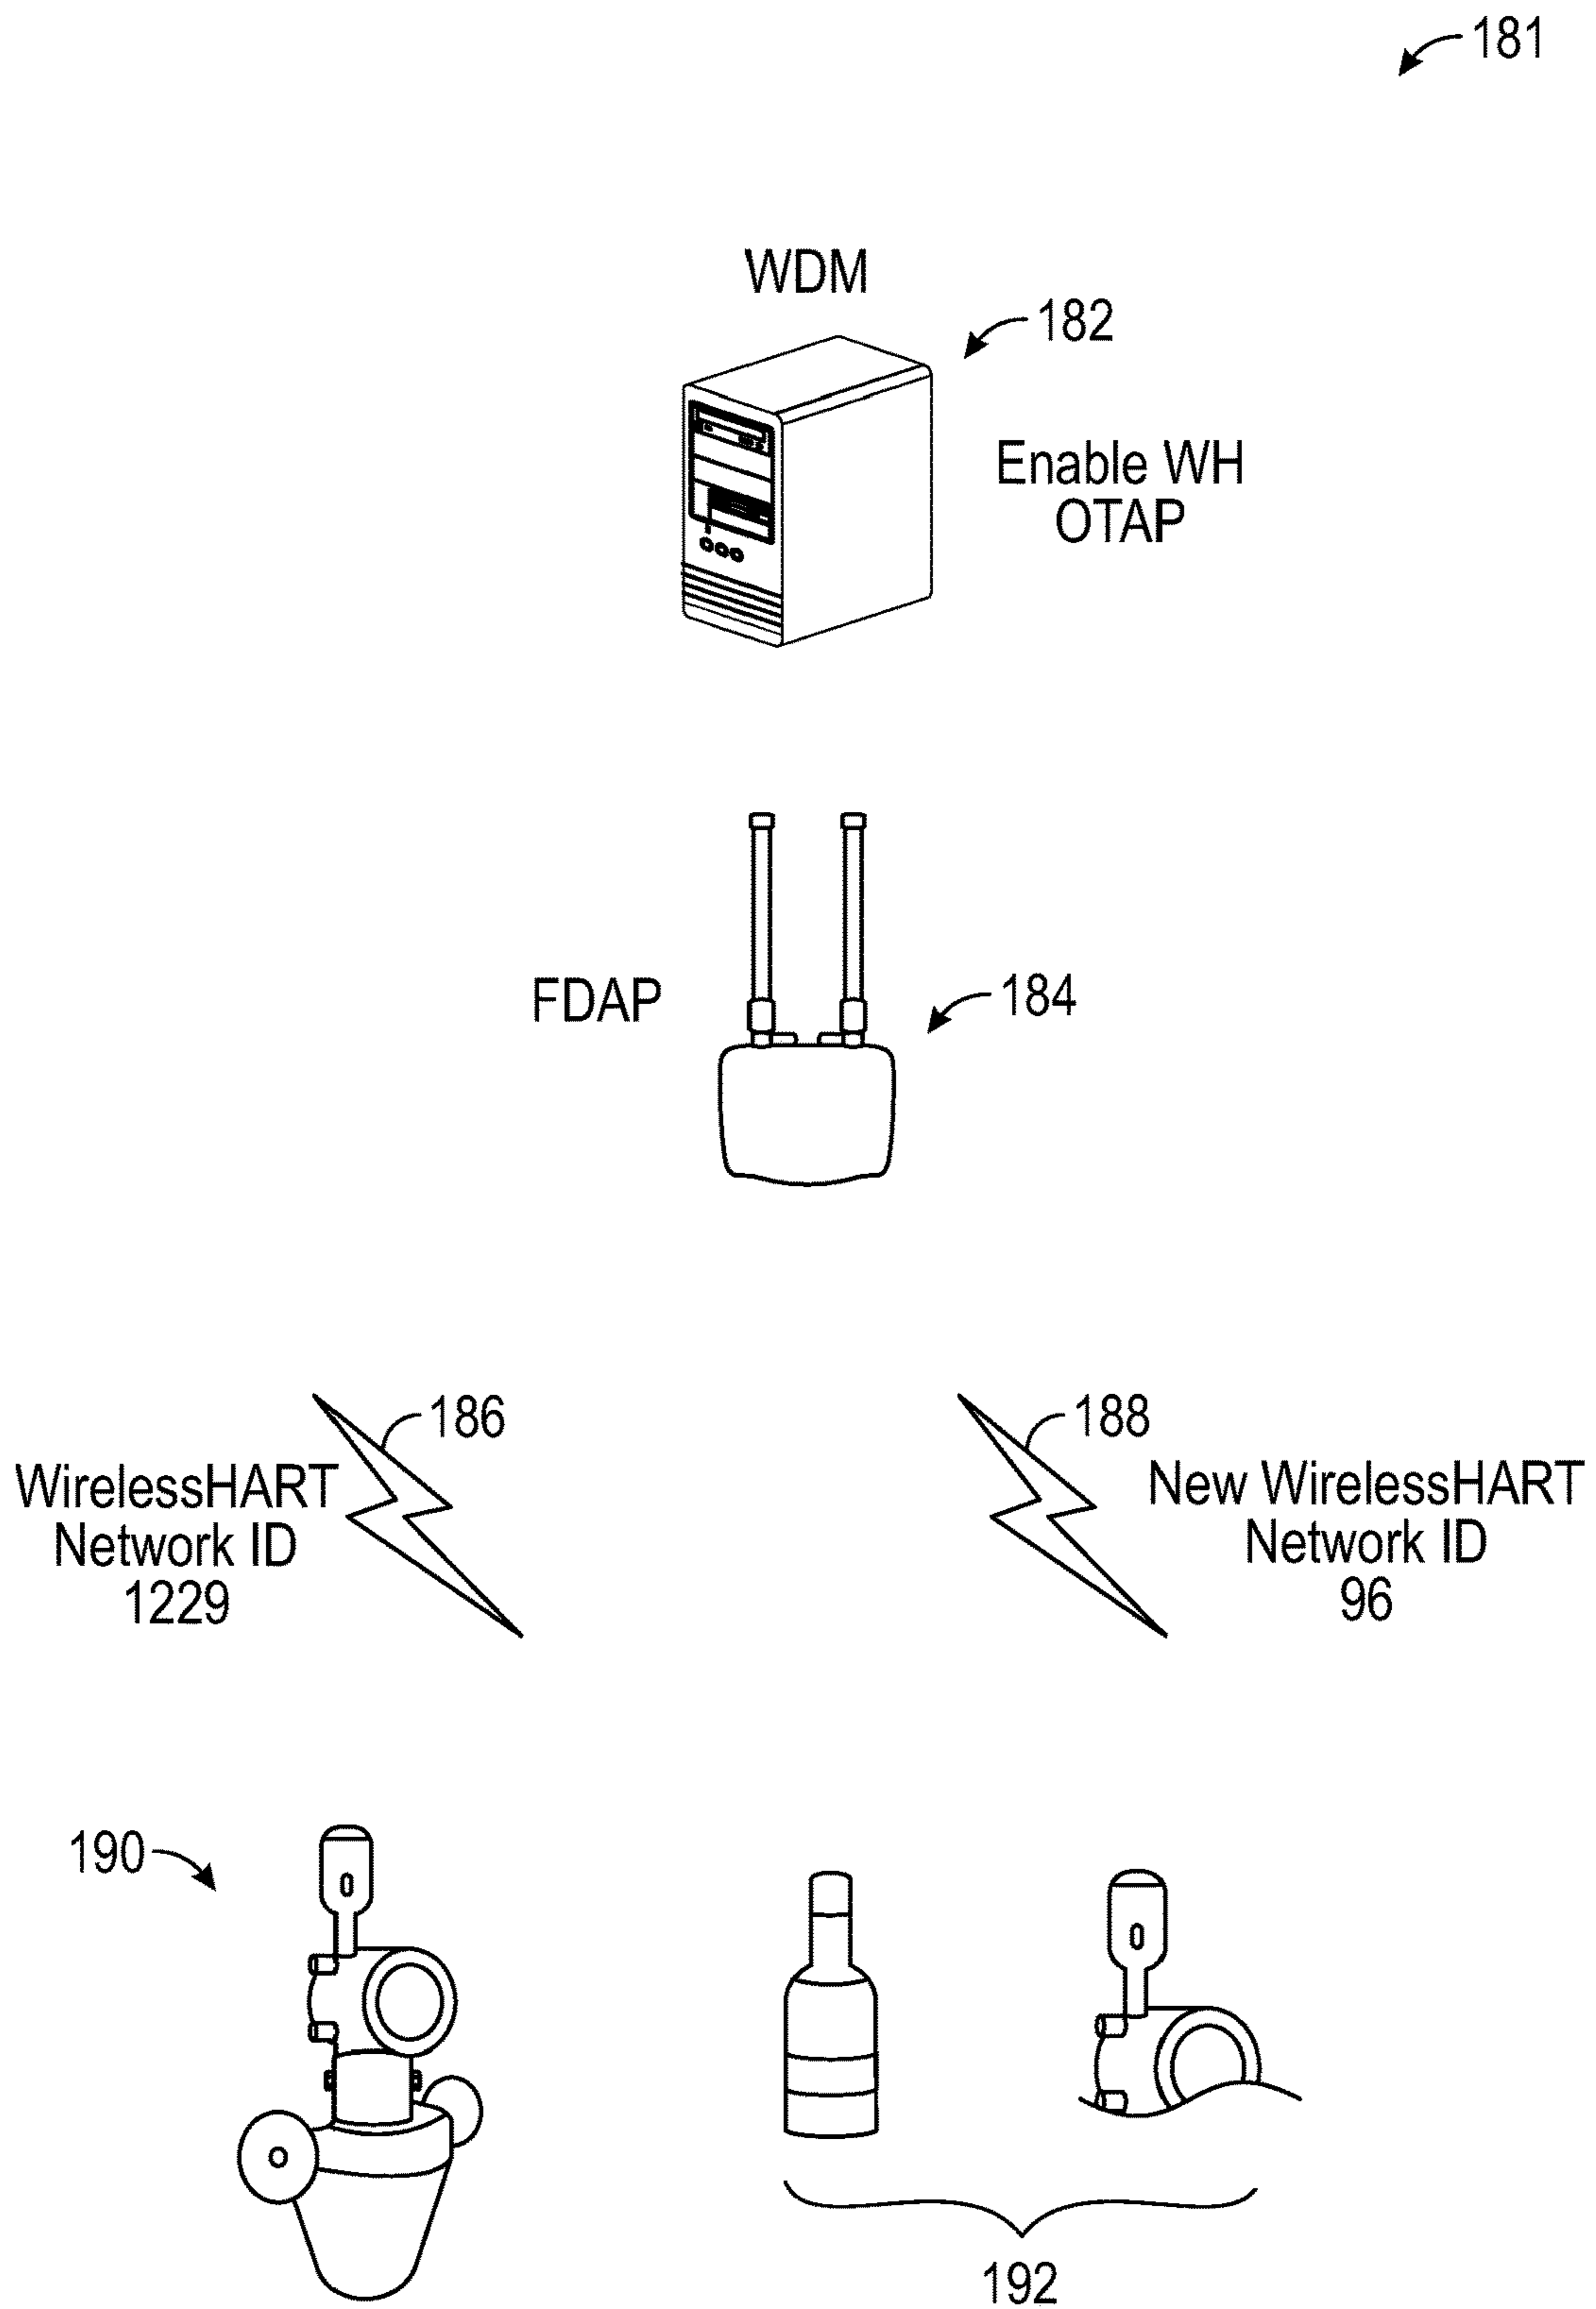 181
WDM
182
Enable WH
OTAP
FDAP
184
186
188
WirelessHART
Network ID
1229
New WirelessHART
Network ID
96
190
192